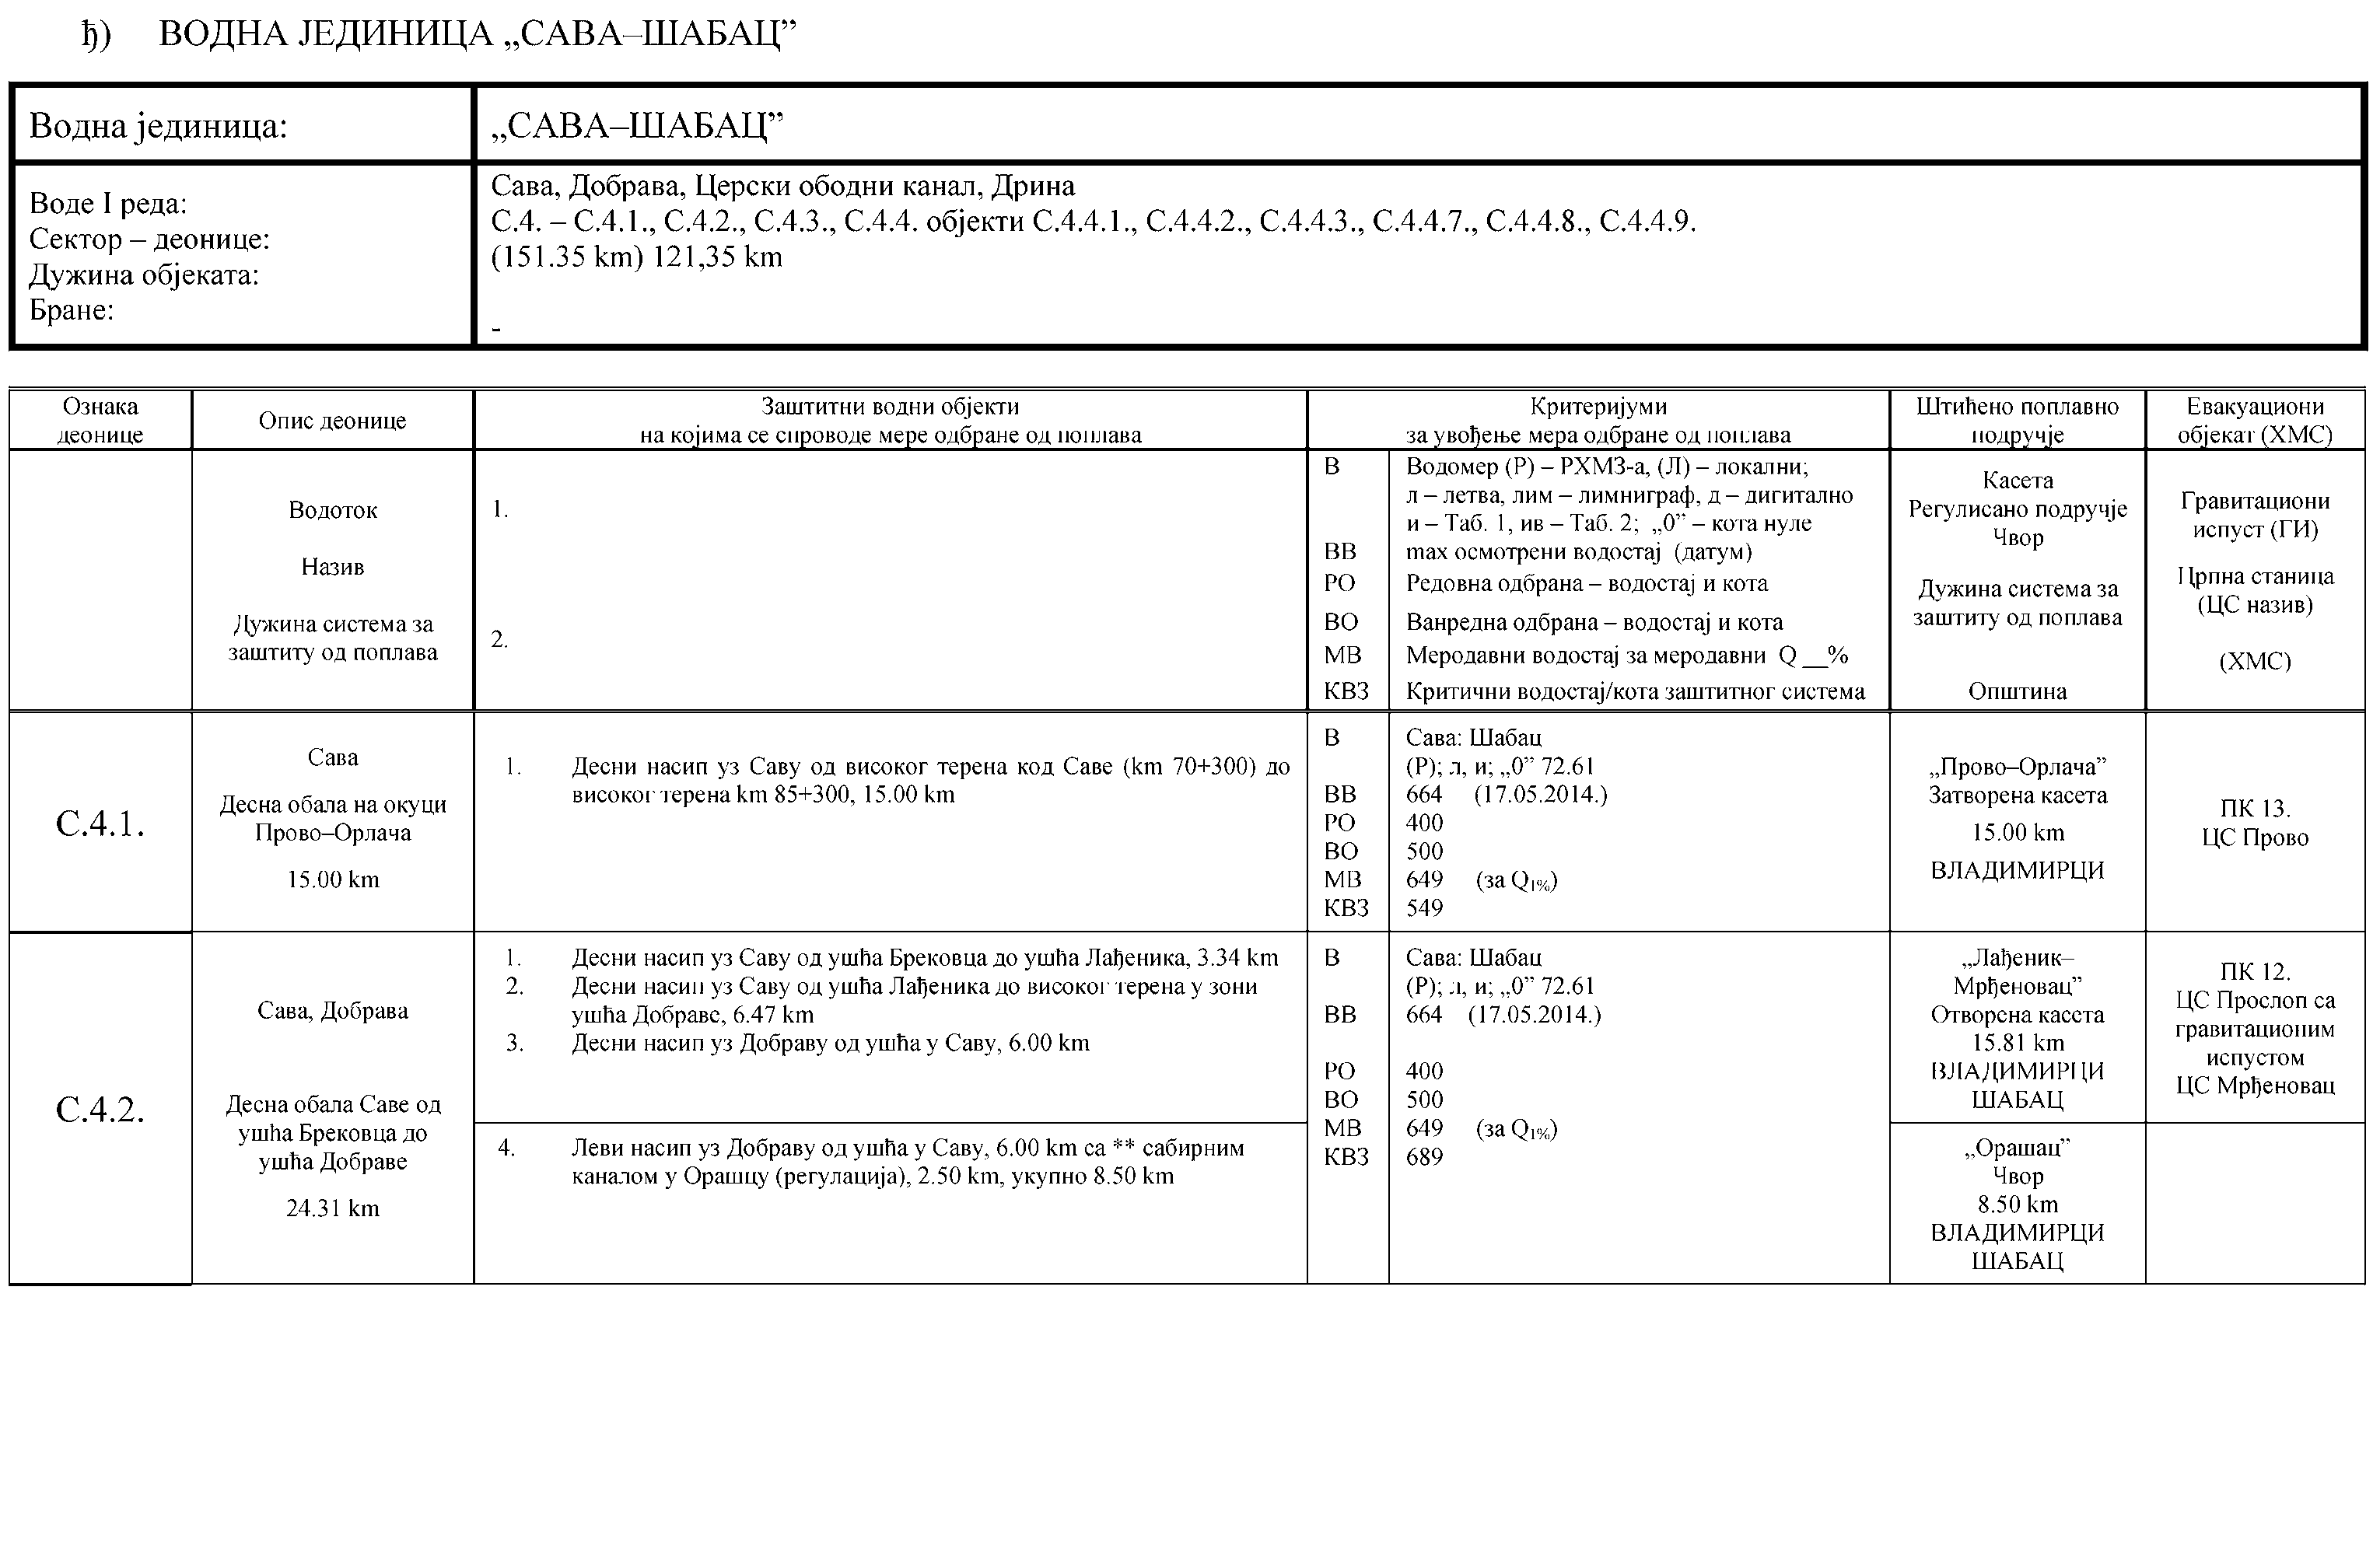 ђ) ВОДНА ЈЕДИНИЦА „САВА–ШАБАЦ”
Водна јединица:
„САВА–ШАБАЦ”
Воде I реда:
Сектор – деонице:
Дужина објеката:
Бране:
Сава, Добрава, Церски ободни канал, Дрина
С.4. – С.4.1., С.4.2., С.4.3., С.4.4. објекти С.4.4.1., С.4.4.2., С.4.4.3., С.4.4.7., С.4.4.8., С.4.4.9.
(151.35 km) 121,35 km
-
Ознака
деонице
Опис деонице
Заштитни водни објекти
на којима се спроводе мере одбране од поплава
Критеријуми
за увођење мера одбране од поплава
Штићено поплавно
подручје
Евакуациони
објекат (ХМС)
Водоток
Назив
Дужина система за
заштиту од поплава
1.
2.
В Водомер (Р) – РХМЗ-а, (Л) – локални;
л – летва, лим – лимниграф, д – дигитално
и – Таб. 1, ив – Таб. 2; „0” – кота нуле
ВВ max осмотрени водостај (датум)
РО Редовна одбрана – водостај и кота
ВО Ванредна одбрана – водостај и кота
МВ Меродавни водостај за меродавни Q __%
КВЗ Критични водостај/кота заштитног система
Касета
Регулисано подручје
Чвор
Дужина система за
заштиту од поплава
Општина
Гравитациони
испуст (ГИ)
Црпна станица
(ЦС назив)
(ХМС)
С.4.1.
Сава
Десна обала на окуци
Прово–Орлача
15.00 km
1. Десни насип уз Саву од високог терена код Саве (km 70+300) до
високог терена km 85+300, 15.00 km
В Сава: Шабац
(Р); л, и; „0” 72.61
ВВ 664 (17.05.2014.)
РО 400
ВО 500
МВ 649 (за Q1%)
КВЗ 549
„Прово–Орлача”
Затворена касета
15.00 km
ВЛАДИМИРЦИ
ПК 13.
ЦС Прово
С.4.2.
Сава, Добрава
Десна обала Саве од
ушћа Брековца до
ушћа Добраве
24.31 km
1. Десни насип уз Саву од ушћа Брековца до ушћа Лађеника, 3.34 km
2. Десни насип уз Саву од ушћа Лађеника до високог терена у зони
ушћа Добраве, 6.47 km
3. Десни насип уз Добраву од ушћа у Саву, 6.00 km
4. Леви насип уз Добраву од ушћа у Саву, 6.00 km са ** сабирним
каналом у Орашцу (регулација), 2.50 km, укупно 8.50 km
В Сава: Шабац
(Р); л, и; „0” 72.61
ВВ 664 (17.05.2014.)
РО 400
ВО 500
МВ 649 (за Q1%)
КВЗ 689
„Лађеник–
Мрђеновац”
Отворена касета
15.81 km
ВЛАДИМИРЦИ
ШАБАЦ
„Орашац”
Чвор
8.50 km
ВЛАДИМИРЦИ
ШАБАЦ
ПК 12.
ЦС Прослоп са
гравитационим
испустом
ЦС Мрђеновац